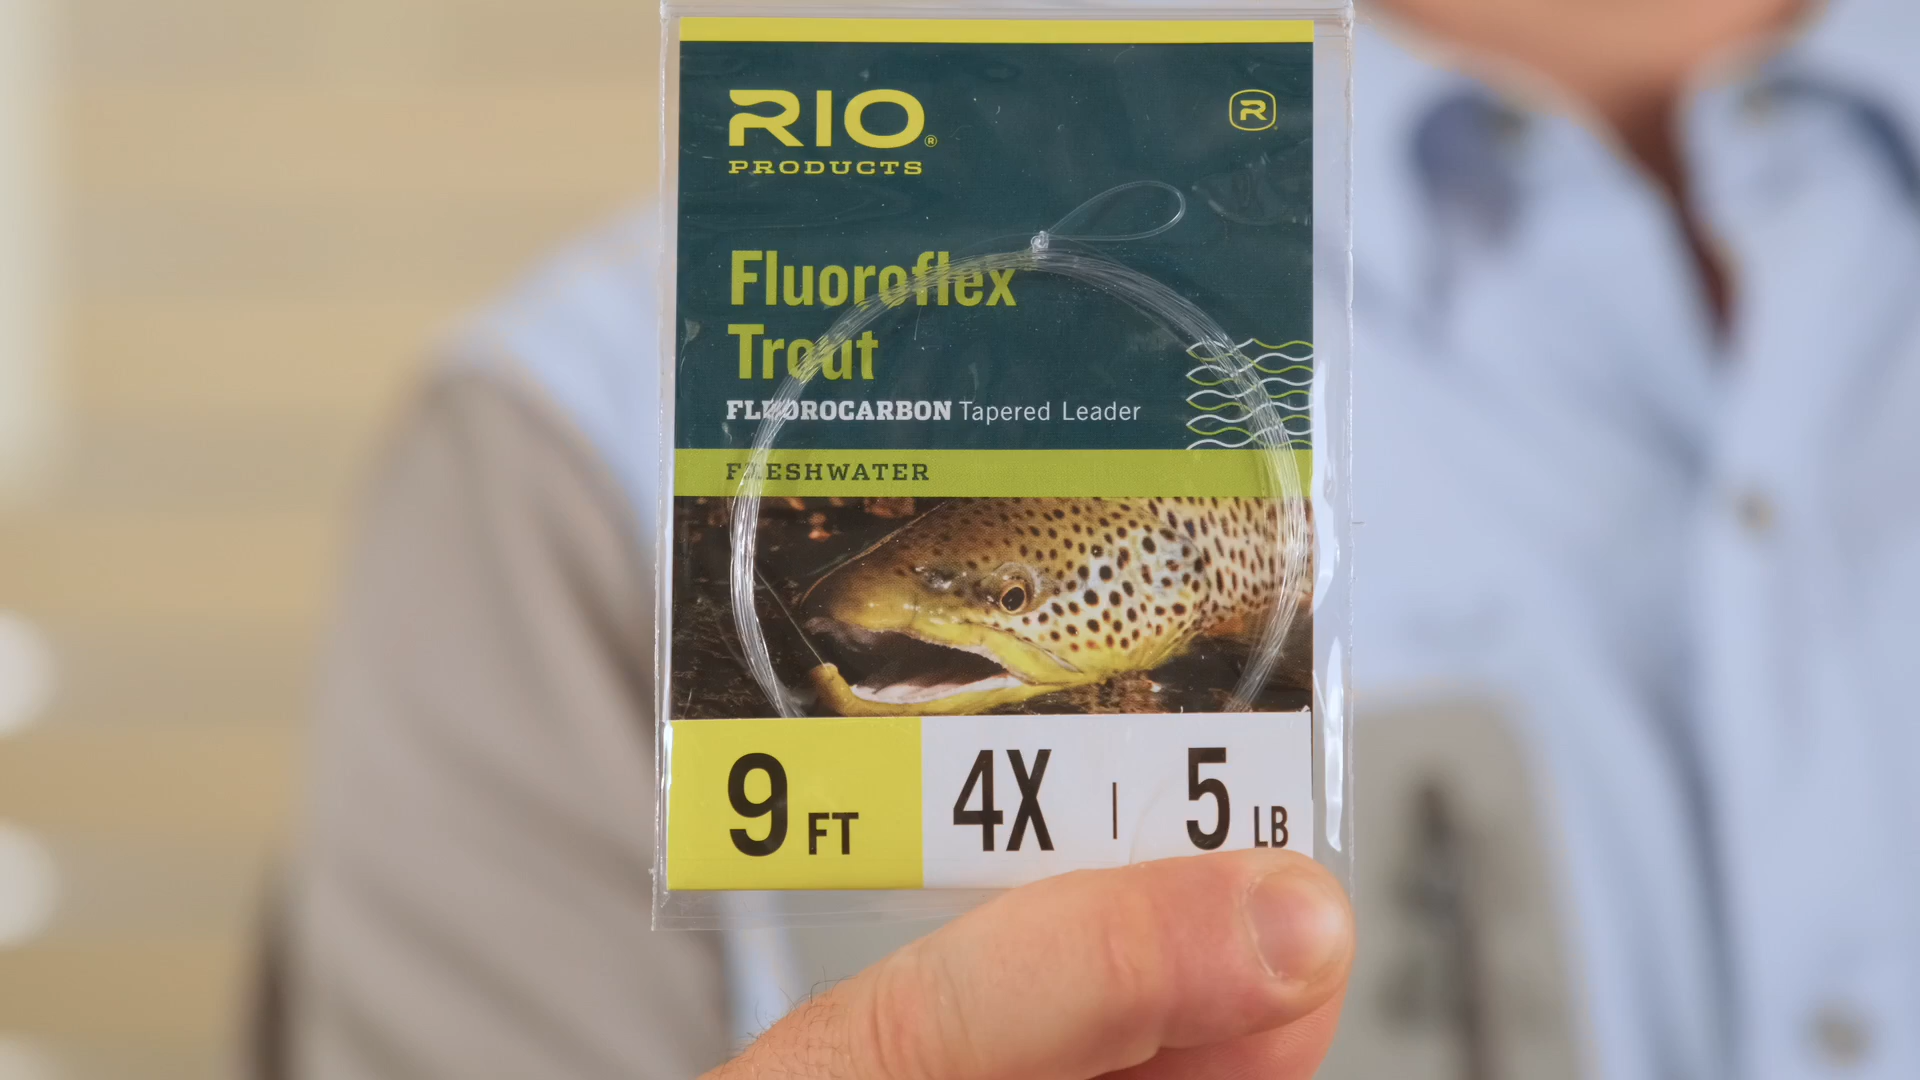 RIO®
PRODUCTS
R
Fluoroflex
Trout
FLUOROCARBON Tapered Leader
FRESHWATER
9 FT 4X | 5 LB